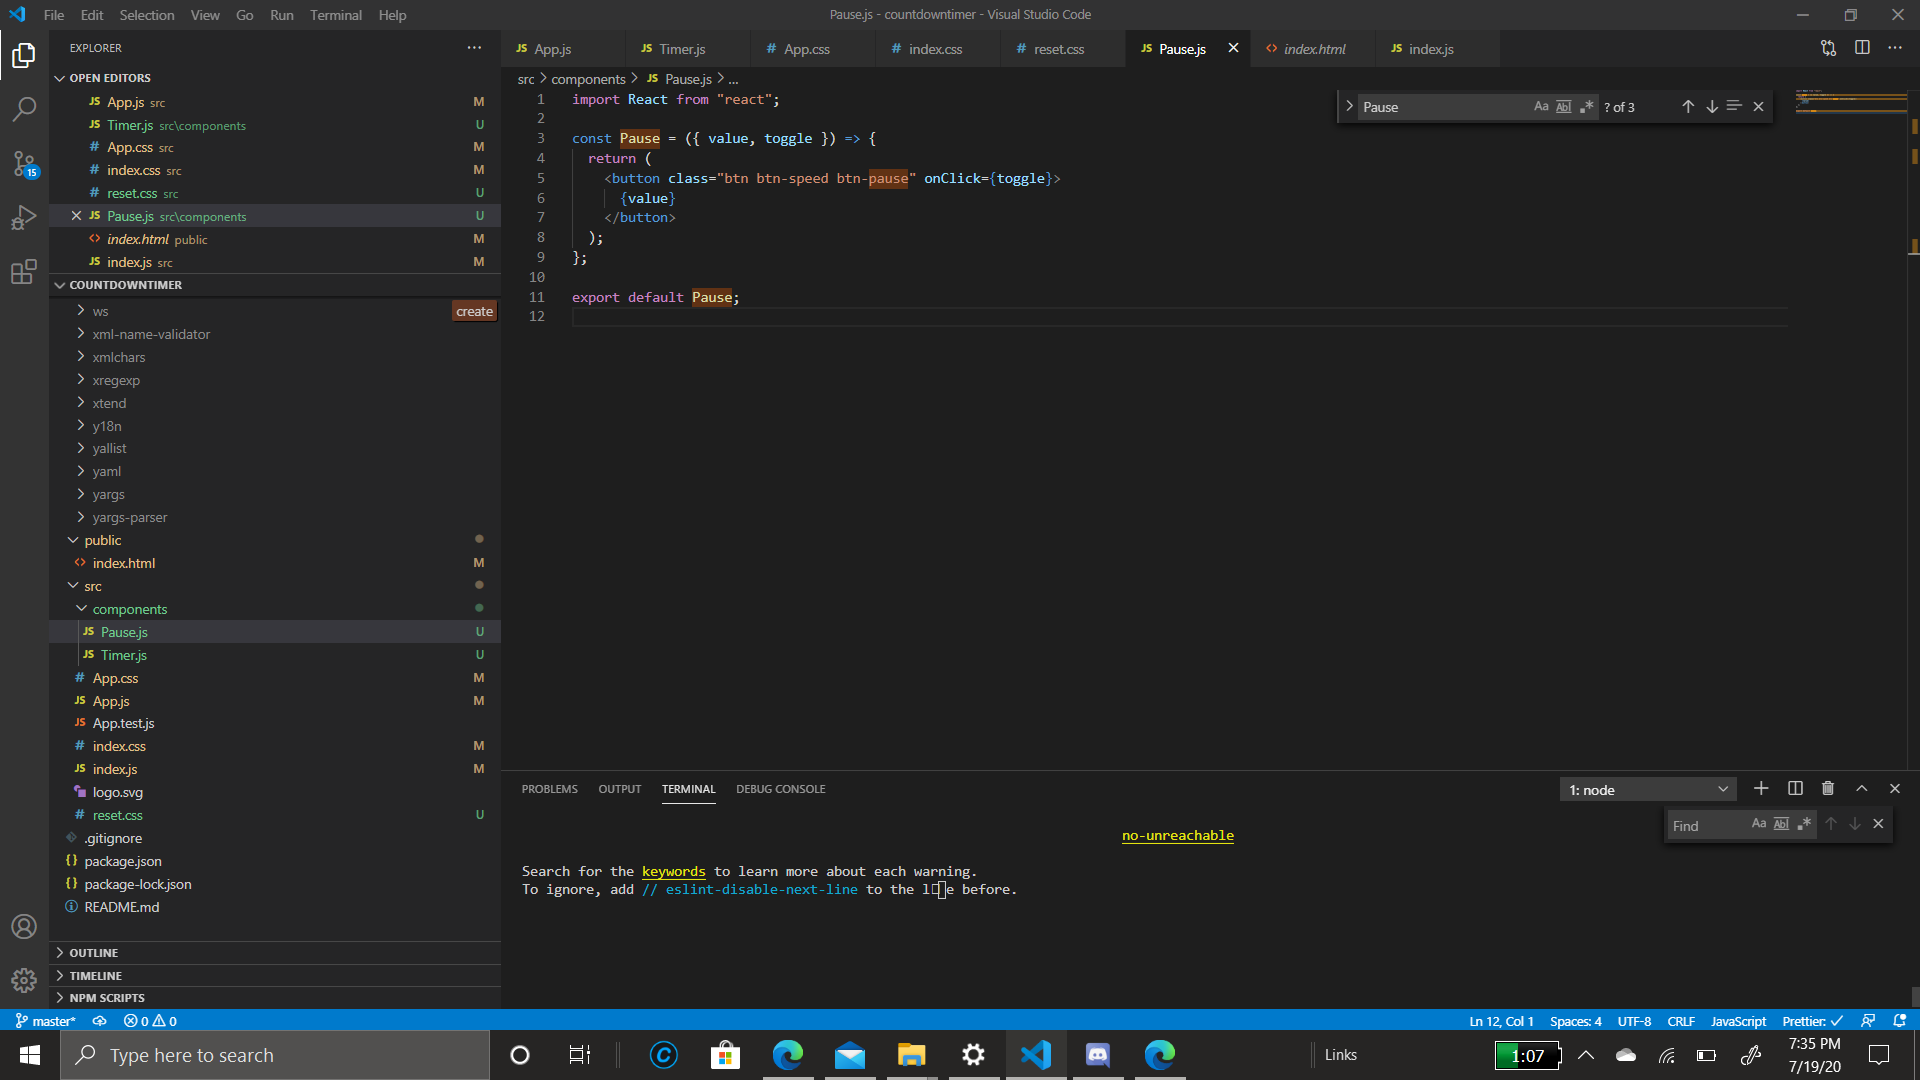 File Edit Selection View Go Run Terminal Help
Pause.js - countdowntimer - Visual Studio Code
EXPLORER
OPEN EDITORS
JS App.js src M
JS Timer.js src\components U
# App.css src M
# index.css src M
# reset.css src U
JS Pause.js src\components U
<> index.html public M
JS index.js src M
COUNTDOWNTIMER
ws
create
xml-name-validator
xmlchars
xregexp
xtend
y18n
yallist
yaml
yargs
yargs-parser
public
<> index.html M
src
components
JS Pause.js U
JS Timer.js U
# App.css M
JS App.js M
JS App.test.js
# index.css M
JS index.js M
logo.svg
# reset.css U
.gitignore
{} package.json
{} package-lock.json
README.md
OUTLINE
TIMELINE
NPM SCRIPTS
15
JS App.js
JS Timer.js
# App.css
# index.css
# reset.css
JS Pause.js
<> index.html
JS index.js
src > components > JS Pause.js > ...
Pause
Aa Abl .* ? of 3
1 import React from "react";
2
3 const Pause = ({ value, toggle }) => {
4 return (
5 <button class="btn btn-speed btn-pause" onClick={toggle}>
6 {value}
7 </button>
8 );
9 };
10
11 export default Pause;
12
PROBLEMS OUTPUT TERMINAL DEBUG CONSOLE
1: node
Find Aa Abl .*
no-unreachable
Search for the keywords to learn more about each warning.
To ignore, add // eslint-disable-next-line to the l e before.
master* 0 0
Ln 12, Col 1 Spaces: 4 UTF-8 CRLF JavaScript Prettier: ✓
Type here to search
Links
1:07
7:35 PM
7/19/20